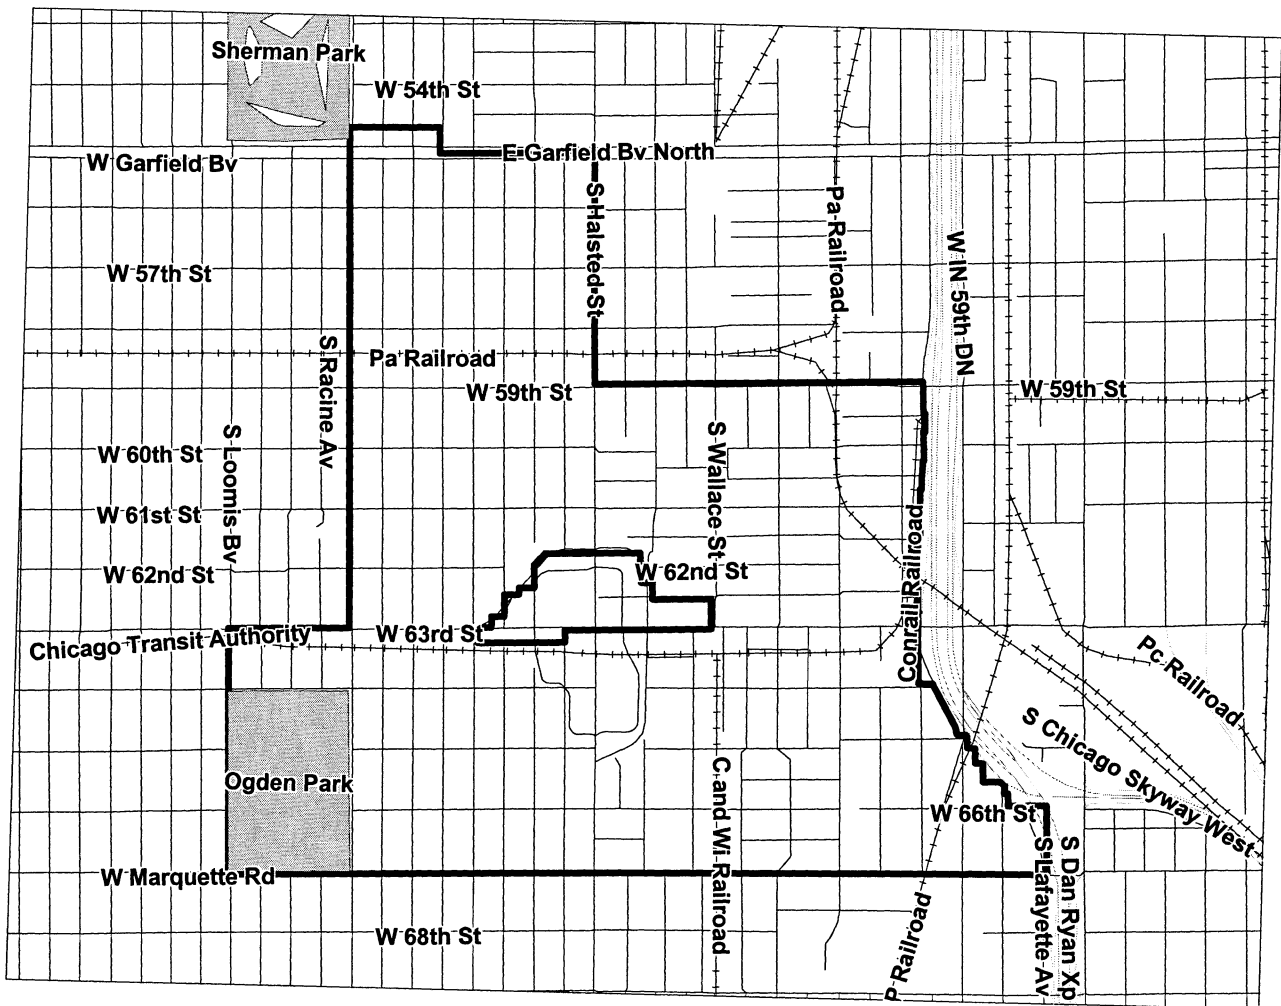 Sherman Park
W 54th St
E Garfield Bv North
W Garfield Bv
S Halsted St
Pa Railroad
W IN 59th DN
W 57th St
S Racine Av
Pa Railroad
W 59th St
W 59th St
S Loomis Bv
S Wallace St
W 60th St
W 61st St
Conrail Railroad
W 62nd St
W 62nd St
Chicago Transit Authority
W 63rd St
Pc Railroad
S Chicago Skyway West
Ogden Park
C and Wi Railroad
W 66th St
S Lafayette Av
S Dan Ryan Xp
W Marquette Rd
P Railroad
W 68th St